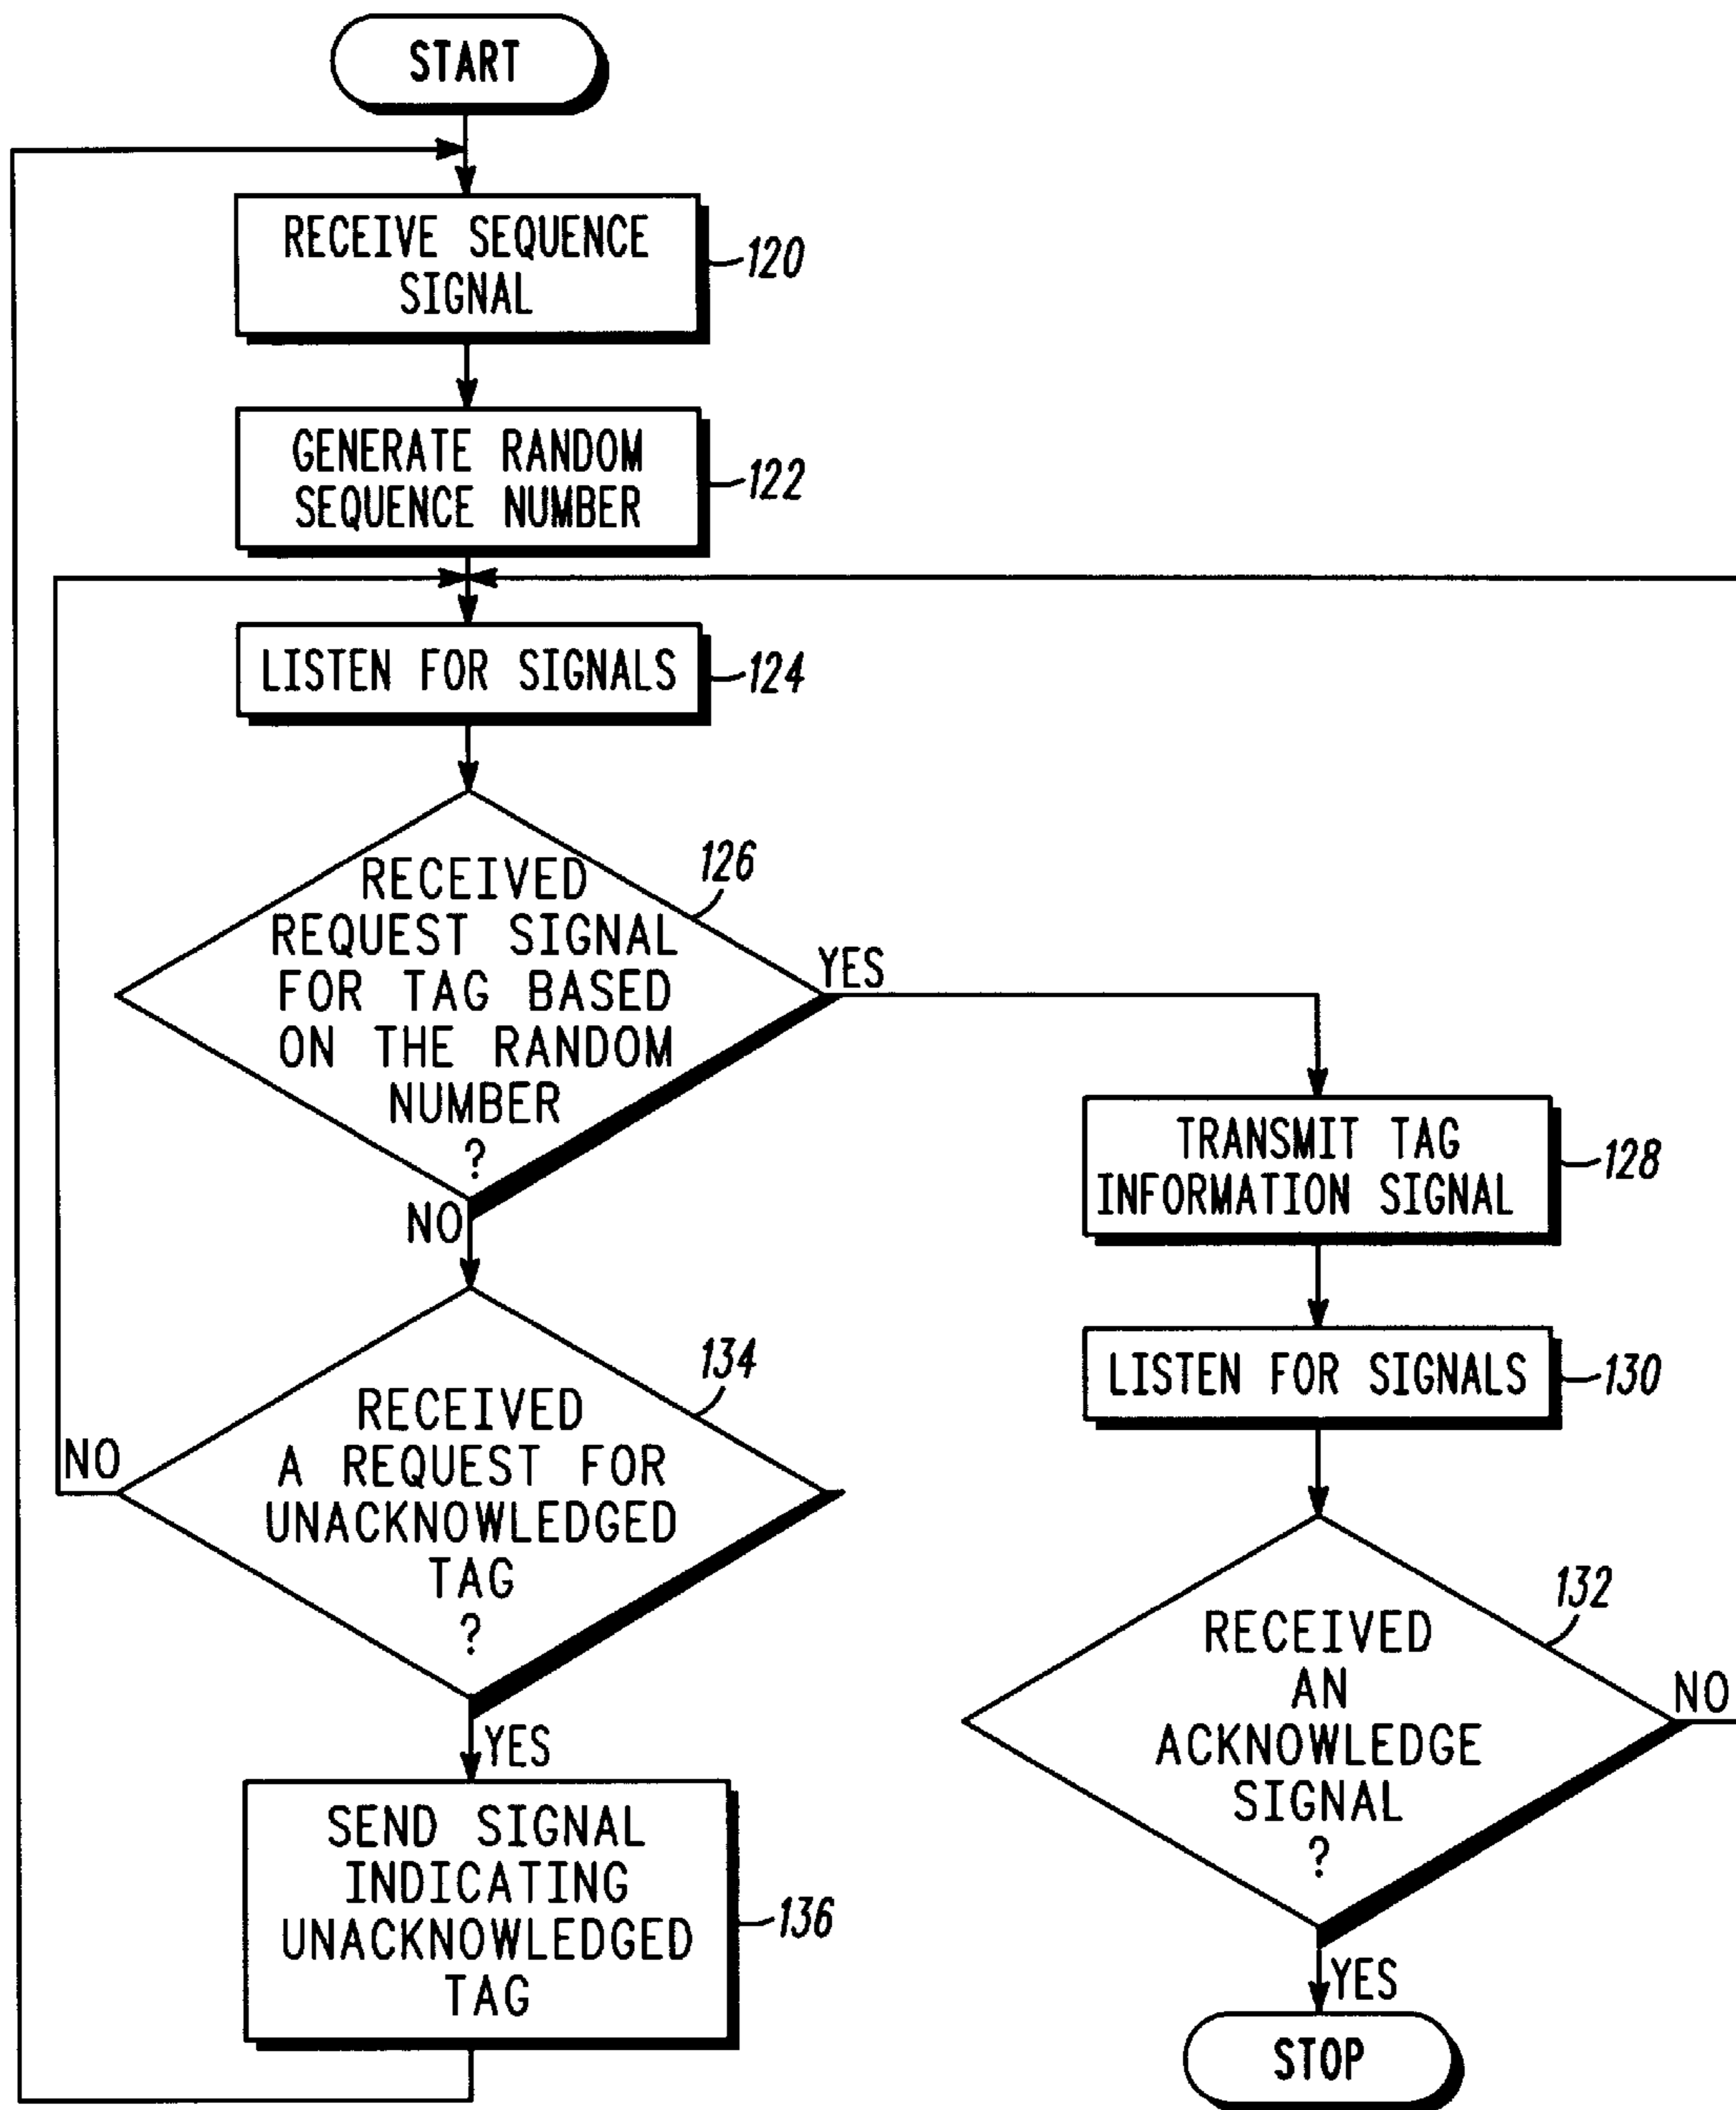 START
RECEIVE SEQUENCE
SIGNAL
120
GENERATE RANDOM
SEQUENCE NUMBER
122
LISTEN FOR SIGNALS
124
RECEIVED
REQUEST SIGNAL
FOR TAG BASED
ON THE RANDOM
NUMBER
?
126
YES
NO
RECEIVED
A REQUEST FOR
UNACKNOWLEDGED
TAG
?
134
NO
YES
SEND SIGNAL
INDICATING
UNACKNOWLEDGED
TAG
136
TRANSMIT TAG
INFORMATION SIGNAL
128
LISTEN FOR SIGNALS
130
RECEIVED
AN
ACKNOWLEDGE
SIGNAL
?
132
NO
YES
STOP